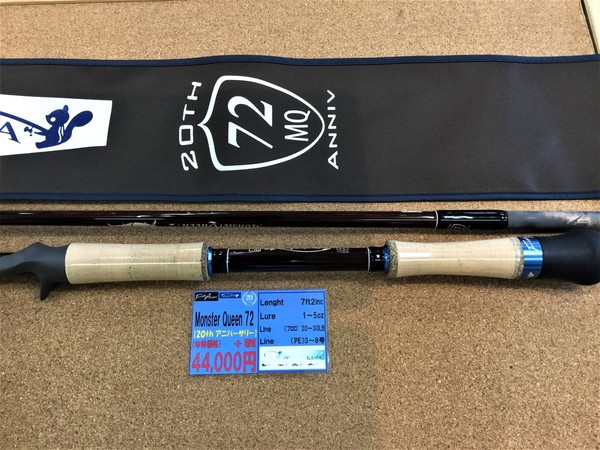 20TH
72
MQ
ANNIV
A
Monster Queen 72
(20th アニバーサリー)
44,000円
Lenght 7ft2inc
Lure 1～5oz
Line (フロロ) 20～30LB
Line (PE)3～8号